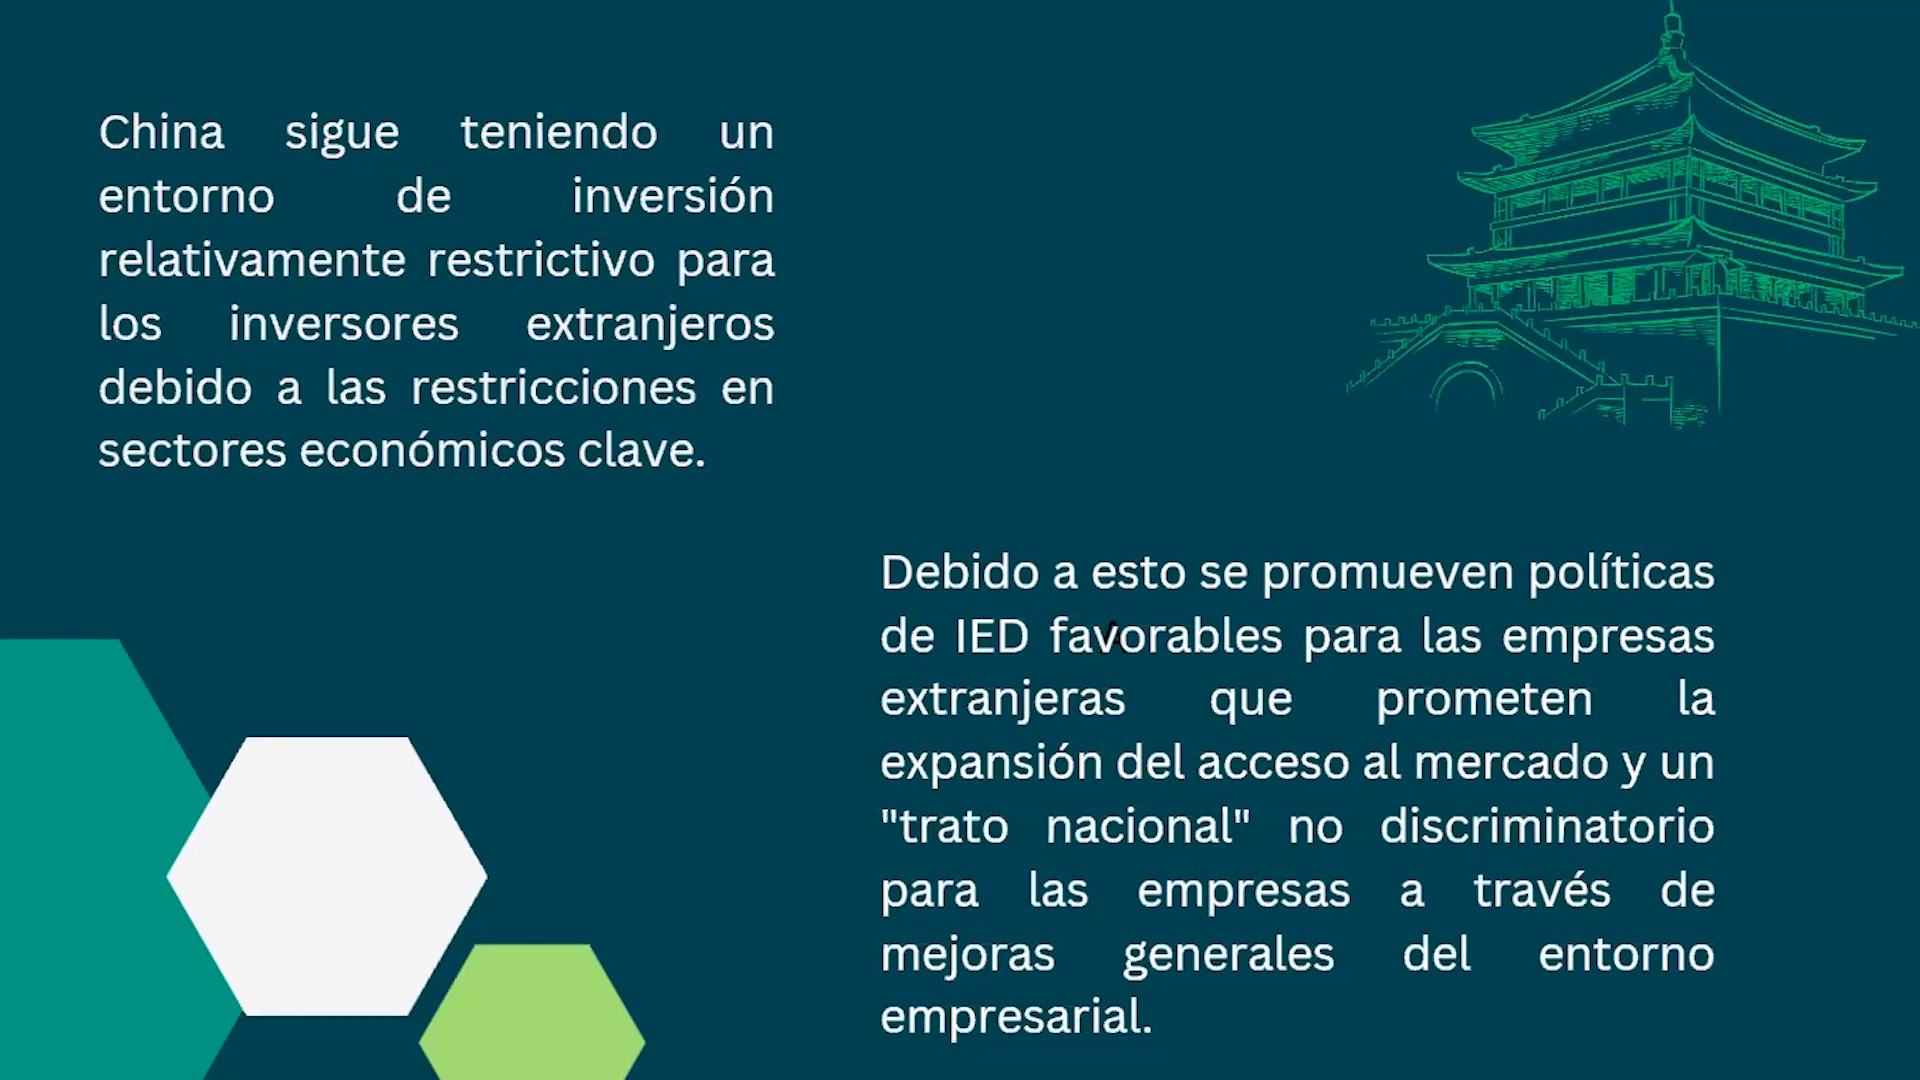 China sigue teniendo un
entorno de inversión
relativamente restrictivo para
los inversores extranjeros
debido a las restricciones en
sectores económicos clave.
Debido a esto se promueven políticas
de IED favorables para las empresas
extranjeras que prometen la
expansión del acceso al mercado y un
"trato nacional" no discriminatorio
para las empresas a través de
mejoras generales del entorno
empresarial.